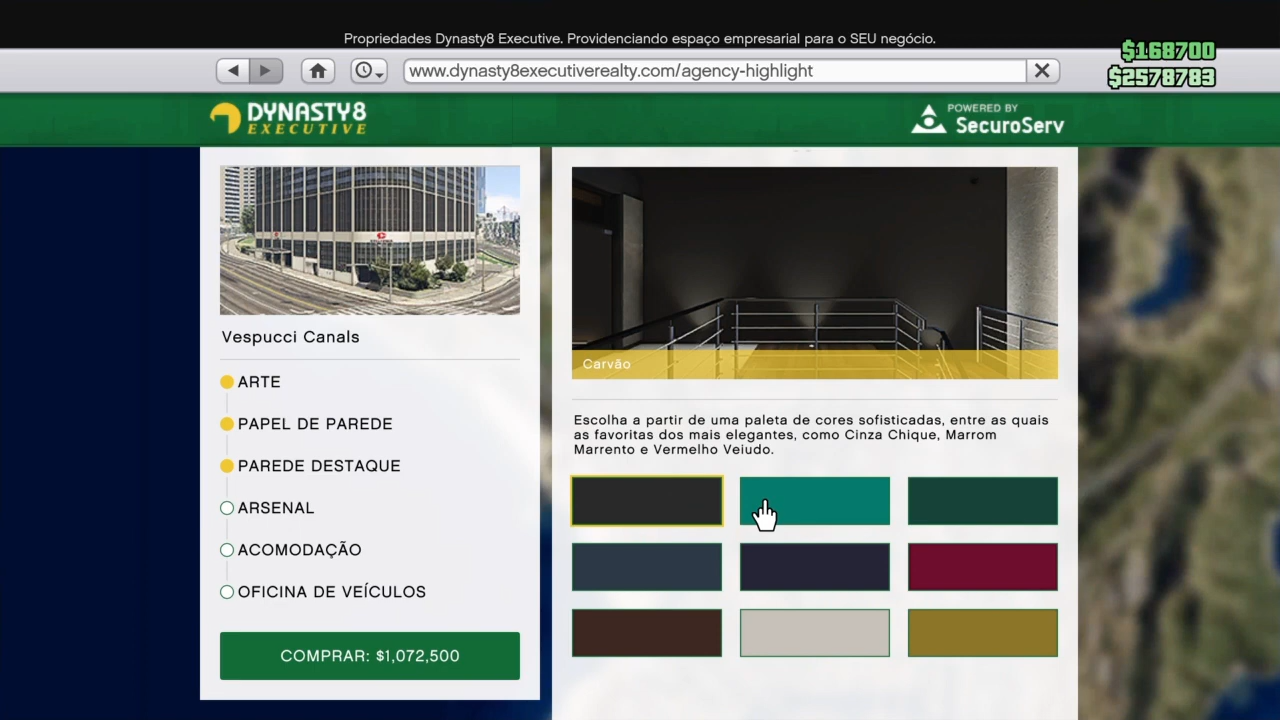 Propriedades Dynasty8 Executive. Providenciando espaço empresarial para o SEU negócio.
$168700
$2578783
www.dynasty8executiverealty.com/agency-highlight
DYNASTY8
EXECUTIVE
POWERED BY
SecuroServ
Vespucci Canals
ARTE
PAPEL DE PAREDE
PAREDE DESTAQUE
ARSENAL
ACOMODAÇÃO
OFICINA DE VEÍCULOS
COMPRAR: $1,072,500
Carvão
Escolha a partir de uma paleta de cores sofisticadas, entre as quais
as favoritas dos mais elegantes, como Cinza Chique, Marrom
Marrento e Vermelho Veiudo.